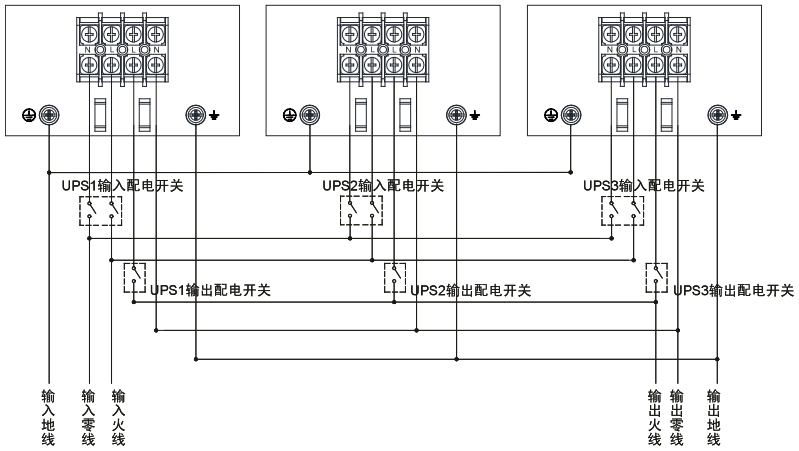 N L L N
N L L N
N L L N
UPS1输入配电开关
UPS2输入配电开关
UPS3输入配电开关
UPS1输出配电开关
UPS2输出配电开关
UPS3输出配电开关
输入地线
输入零线
输入火线
输出火线
输出零线
输出地线